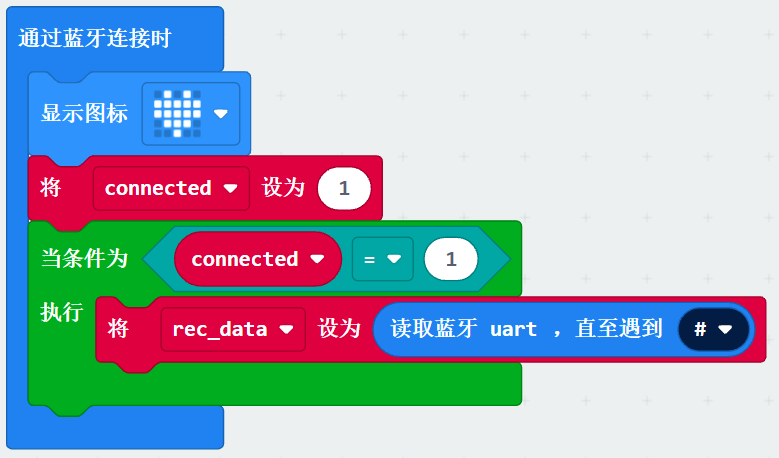 通过蓝牙连接时
显示图标
将 connected 设为 1
当条件为 connected = 1
执行 将 rec_data 设为 读取蓝牙 uart ，直至遇到 #